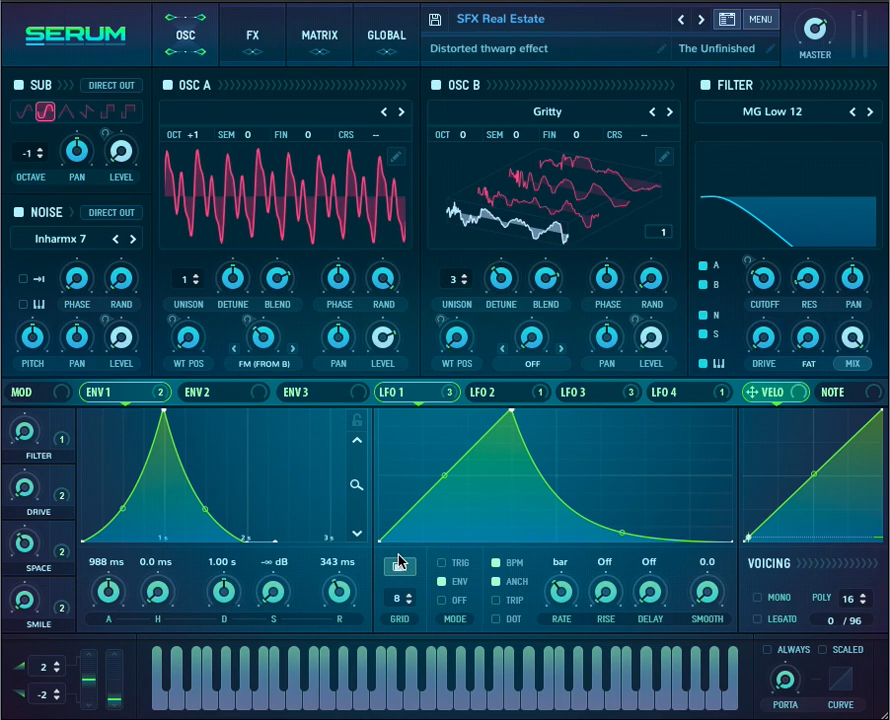 SERUM
OSC
FX
MATRIX
GLOBAL
SFX Real Estate
MENU
Distorted thwarp effect
The Unfinished
MASTER
SUB
DIRECT OUT
-1
OCTAVE
PAN
LEVEL
NOISE
DIRECT OUT
Inharmx 7
PHASE
RAND
PITCH
PAN
LEVEL
OSC A
OCT +1 SEM 0 FIN 0 CRS --
1
UNISON
DETUNE
BLEND
PHASE
RAND
WT POS
FM (FROM B)
PAN
LEVEL
OSC B
Gritty
OCT 0 SEM 0 FIN 0 CRS --
1
3
UNISON
DETUNE
BLEND
PHASE
RAND
WT POS
OFF
PAN
LEVEL
FILTER
MG Low 12
A
B
N
S
CUTOFF
RES
PAN
DRIVE
FAT
MIX
MOD
ENV 1 2
ENV 2
ENV 3
LFO 1 3
LFO 2 1
LFO 3 3
LFO 4 1
VELO
NOTE
1
FILTER
2
DRIVE
2
SPACE
2
SMILE
1 s
2 s
3 s
988 ms
0.0 ms
1.00 s
-∞ dB
343 ms
A
H
D
S
R
8
GRID
TRIG
ENV
OFF
MODE
BPM
ANCH
TRIP
DOT
bar
Off
Off
0.0
RATE
RISE
DELAY
SMOOTH
VOICING
MONO
POLY 16
LEGATO
0 / 96
2
-2
ALWAYS
SCALED
PORTA
CURVE